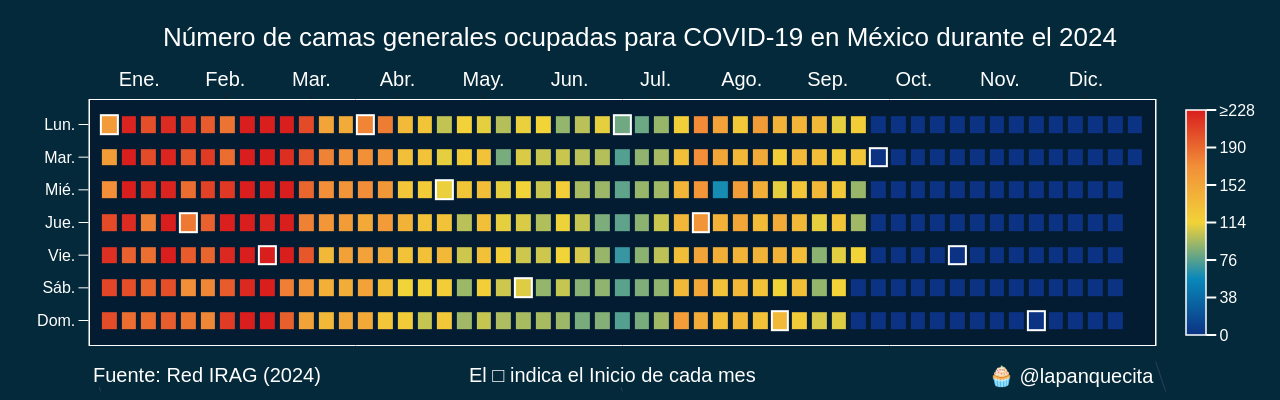 Número de camas generales ocupadas para COVID-19 en México durante el 2024
Ene. Feb. Mar. Abr. May. Jun. Jul. Ago. Sep. Oct. Nov. Dic.
Lun.
Mar.
Mié.
Jue.
Vie.
Sáb.
Dom.
≥228
190
152
114
76
38
0
Fuente: Red IRAG (2024)
El □ indica el Inicio de cada mes
🧁 @lapanquecita